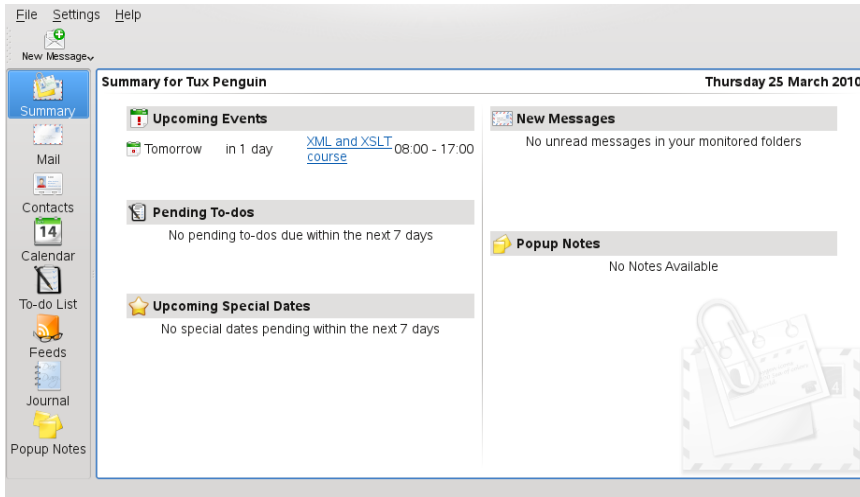 File Settings Help
New Message
Summary
Mail
Contacts
14
Calendar
To-do List
Feeds
Journal
Popup Notes
Summary for Tux Penguin Thursday 25 March 2010
Upcoming Events
Tomorrow in 1 day XML and XSLT course 08:00 - 17:00
Pending To-dos
No pending to-dos due within the next 7 days
Upcoming Special Dates
No special dates pending within the next 7 days
New Messages
No unread messages in your monitored folders
Popup Notes
No Notes Available